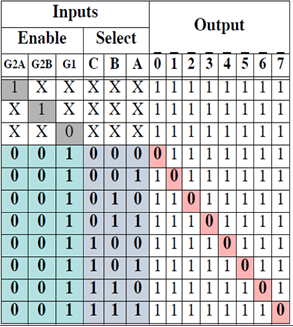 Inputs Output
Enable Select
G2A G2B G1 C B A 0 1 2 3 4 5 6 7
1 X X X X X 1 1 1 1 1 1 1 1
X 1 X X X X 1 1 1 1 1 1 1 1
X X 0 X X X 1 1 1 1 1 1 1 1
0 0 1 0 0 0 0 1 1 1 1 1 1 1
0 0 1 0 0 1 1 0 1 1 1 1 1 1
0 0 1 0 1 0 1 1 0 1 1 1 1 1
0 0 1 0 1 1 1 1 1 0 1 1 1 1
0 0 1 1 0 0 1 1 1 1 0 1 1 1
0 0 1 1 0 1 1 1 1 1 1 0 1 1
0 0 1 1 1 0 1 1 1 1 1 1 0 1
0 0 1 1 1 1 1 1 1 1 1 1 1 0